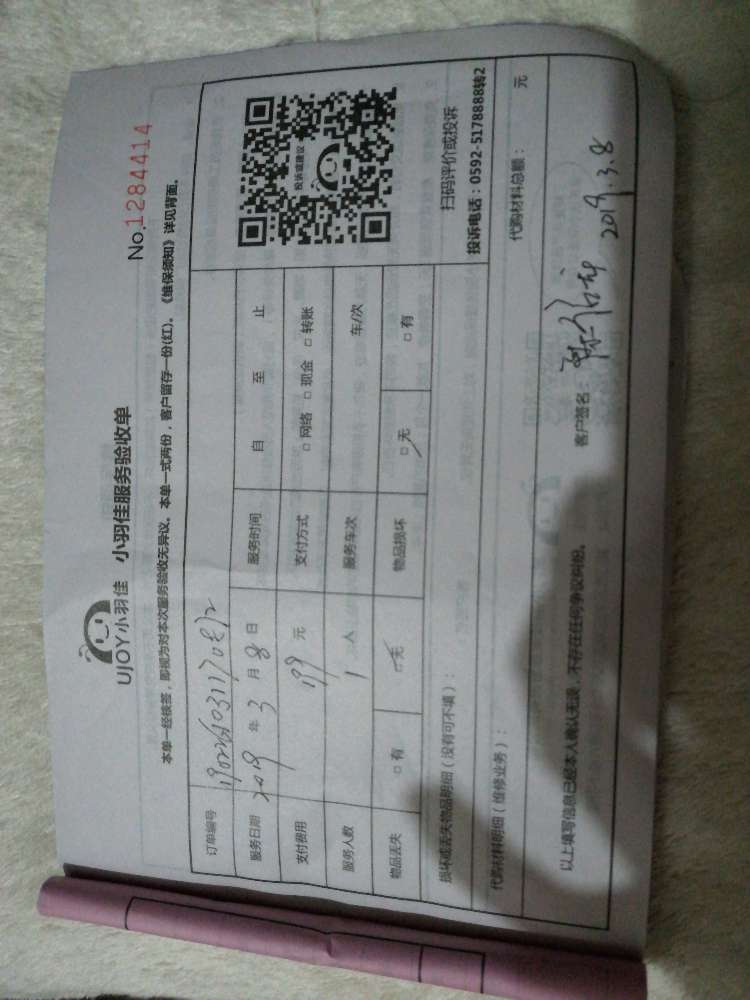 UJOY小羽佳 小羽佳服务验收单
No.1284414
本单一经核签，即视为对本次服务验收无异议。本单一式两份，客户留存一份(红)。《维保须知》详见背面。
订单编号
服务日期 2019 年 3 月 8 日 服务时间 自 至 止
支付费用 199 元 支付方式 □ 网络 □ 现金 □ 转账
服务人数 1 人 服务车次 车/次
物品丢失 □ 有 □ 无 物品损坏 □ 无 □ 有
投诉或建议
扫码评价或投诉
投诉电话：0592-5178888转2
损坏或丢失物品明细（没有可不填）：
代购材料明细（维修业务）： 代购材料总额： 元
以上填写信息已经本人确认无误，不存在任何争议纠纷。 客户签名： 2019.3.8